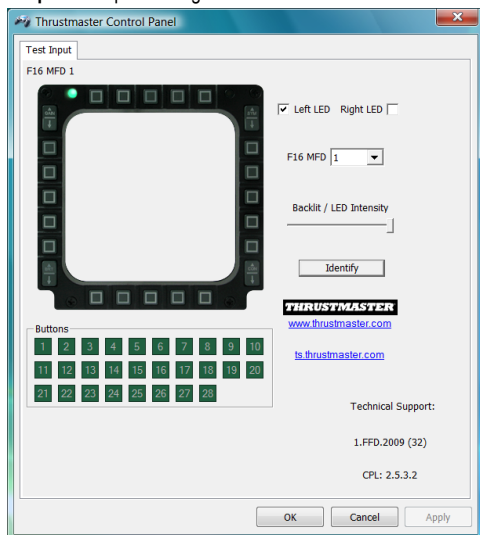 Thrustmaster Control Panel
Test Input
F16 MFD 1
Left LED Right LED
F16 MFD 1
Backlit / LED Intensity
Identify
THRUSTMASTER
www.thrustmaster.com
ts.thrustmaster.com
Buttons
1 2 3 4 5 6 7 8 9 10
11 12 13 14 15 16 17 18 19 20
21 22 23 24 25 26 27 28
Technical Support:
1.FFD.2009 (32)
CPL: 2.5.3.2
OK Cancel Apply